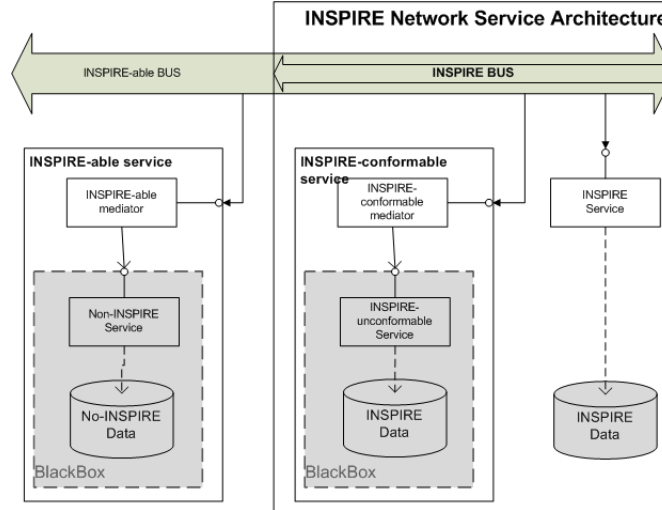 INSPIRE Network Service Architecture
INSPIRE-able BUS
INSPIRE BUS
INSPIRE-able service
INSPIRE-able
mediator
Non-INSPIRE
Service
No-INSPIRE
Data
BlackBox
INSPIRE-conformable
service
INSPIRE-
conformable
mediator
INSPIRE-
unconformable
Service
INSPIRE
Data
BlackBox
INSPIRE
Service
INSPIRE
Data